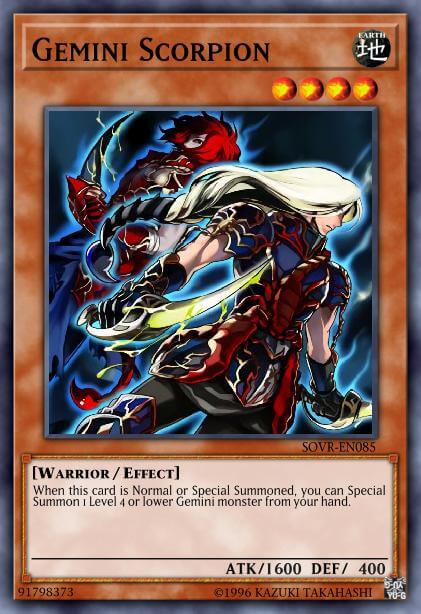 GEMINI SCORPION
EARTH
地
SOVR-EN085
[WARRIOR / EFFECT]
When this card is Normal or Special Summoned, you can Special
Summon 1 Level 4 or lower Gemini monster from your hand.
ATK/1600 DEF/ 400
91798373
©1996 KAZUKI TAKAHASHI